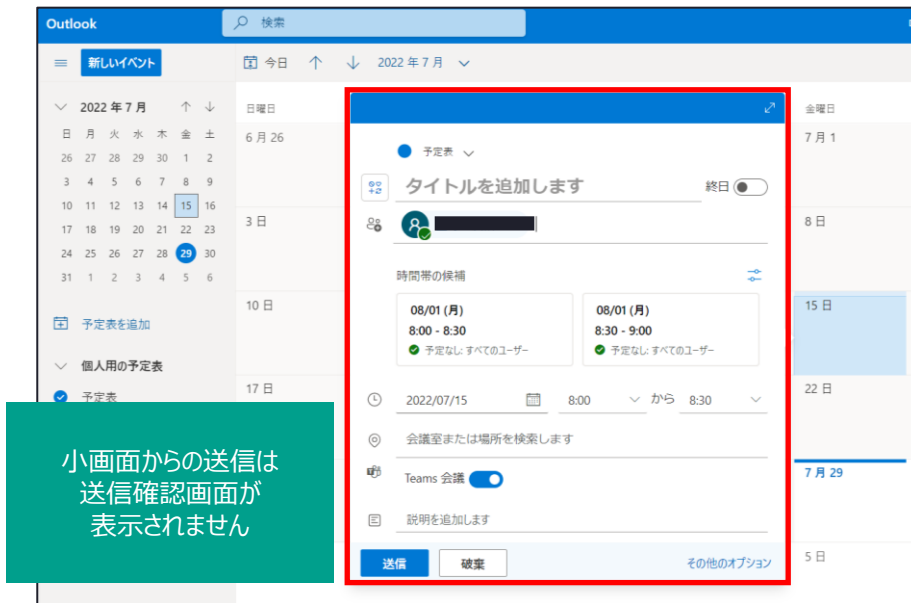 Outlook
検索
新しいイベント
今日 2022 年 7 月
2022 年 7 月
日 月 火 水 木 金 土
26 27 28 29 30 1 2
3 4 5 6 7 8 9
10 11 12 13 14 15 16
17 18 19 20 21 22 23
24 25 26 27 28 29 30
31 1 2 3 4 5 6
予定表を追加
個人用の予定表
予定表
日曜日
金曜日
6 月 26
7 月 1
3 日
8 日
10 日
15 日
17 日
22 日
7 月 29
5 日
予定表
タイトルを追加します
終日
時間帯の候補
08/01 (月)
8:00 - 8:30
予定なし: すべてのユーザー
08/01 (月)
8:30 - 9:00
予定なし: すべてのユーザー
2022/07/15 8:00 から 8:30
会議室または場所を検索します
Teams 会議
説明を追加します
送信 破棄 その他のオプション
小画面からの送信は
送信確認画面が
表示されません